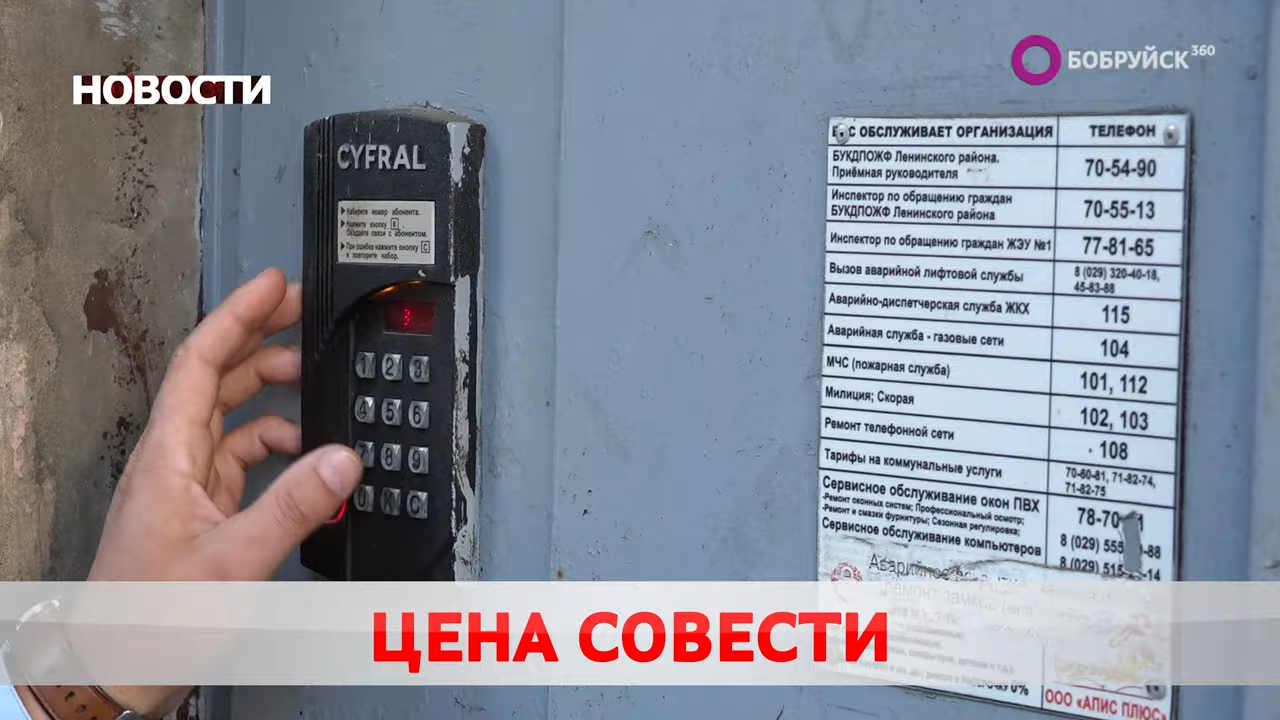 НОВОСТИ
БОБРУЙСК 360
CYFRAL
Наберите номер абонента.
Нажмите кнопку К.
Ожидайте связи с абонентом.
При ошибке нажмите кнопку С
и повторите набор.
3
1 2 3
4 5 6
8 9
0 К С
ОБСЛУЖИВАЕТ ОРГАНИЗАЦИЯ ТЕЛЕФОН
БУКДПОЖФ Ленинского района.
Приёмная руководителя 70-54-90
Инспектор по обращению граждан
БУКДПОЖФ Ленинского района 70-55-13
Инспектор по обращению граждан ЖЭУ №1 77-81-65
Вызов аварийной лифтовой службы 8 (029) 320-40-18,
45-83-88
Аварийно-диспетчерская служба ЖКХ 115
Аварийная служба - газовые сети 104
МЧС (пожарная служба) 101, 112
Милиция; Скорая 102, 103
Ремонт телефонной сети 108
Тарифы на коммунальные услуги 70-60-81, 71-82-74,
71-82-75
Сервисное обслуживание окон ПВХ
-Ремонт оконных систем; Профессиональный осмотр;
-Ремонт и смазки фурнитуры; Сезонная регулировка;
Сервисное обслуживание компьютеров
ООО «АПИС ПЛЮС»
ЦЕНА СОВЕСТИ